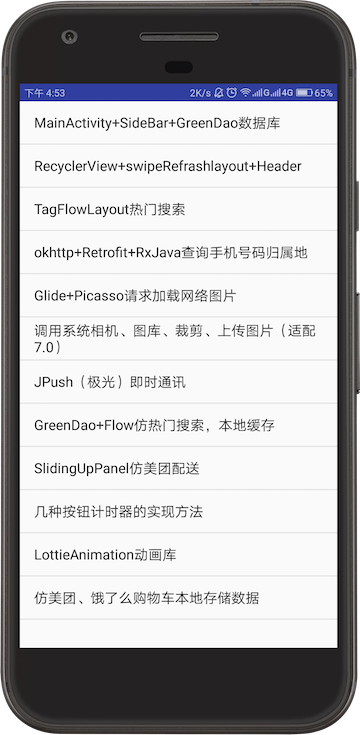 下午 4:53 2K/s G 4G 65%
MainActivity+SideBar+GreenDao数据库
RecyclerView+swipeRefrashlayout+Header
TagFlowLayout热门搜索
okhttp+Retrofit+RxJava查询手机号码归属地
Glide+Picasso请求加载网络图片
调用系统相机、图库、裁剪、上传图片（适配
7.0）
JPush（极光）即时通讯
GreenDao+Flow仿热门搜索，本地缓存
SlidingUpPanel仿美团配送
几种按钮计时器的实现方法
LottieAnimation动画库
仿美团、饿了么购物车本地存储数据